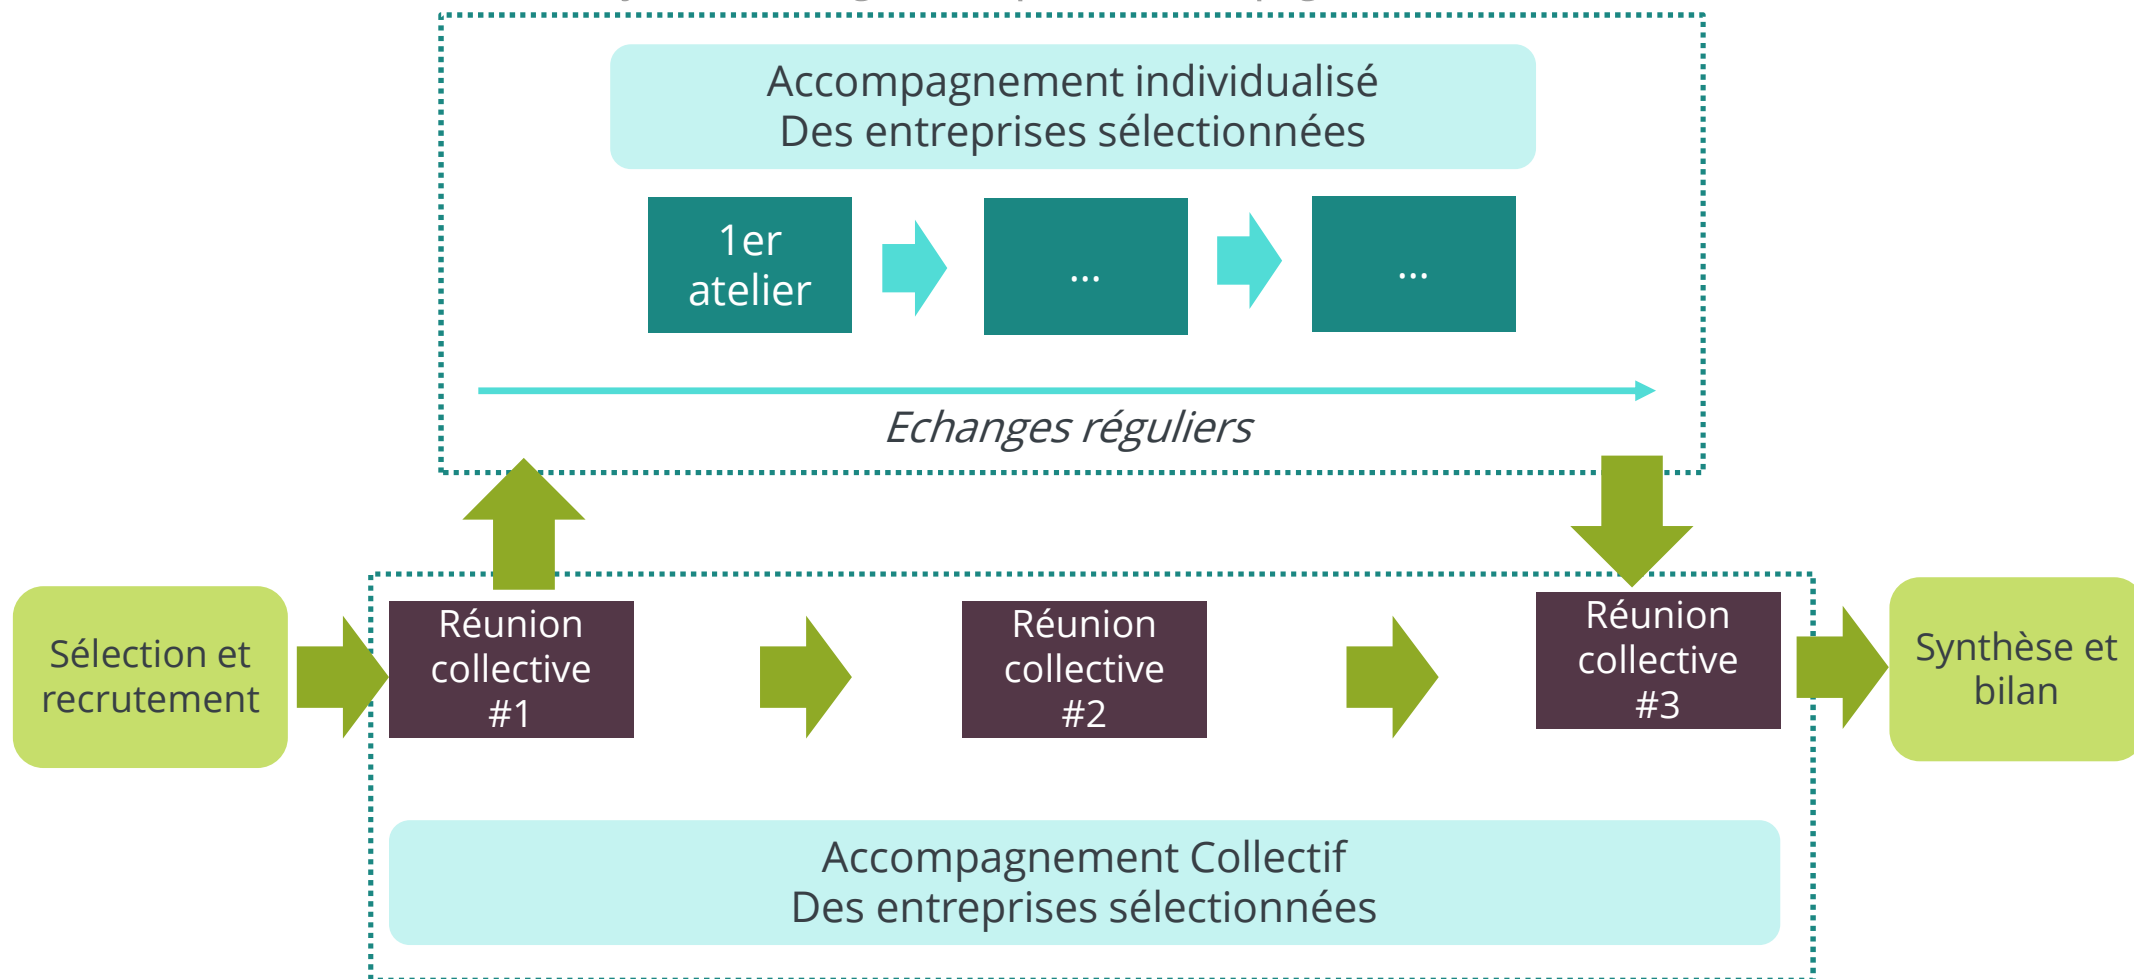 Accompagnement individualisé
Des entreprises sélectionnées
1er
atelier
...
...
Echanges réguliers
Sélection et
recrutement
Réunion
collective
#1
Réunion
collective
#2
Réunion
collective
#3
Synthèse et
bilan
Accompagnement Collectif
Des entreprises sélectionnées